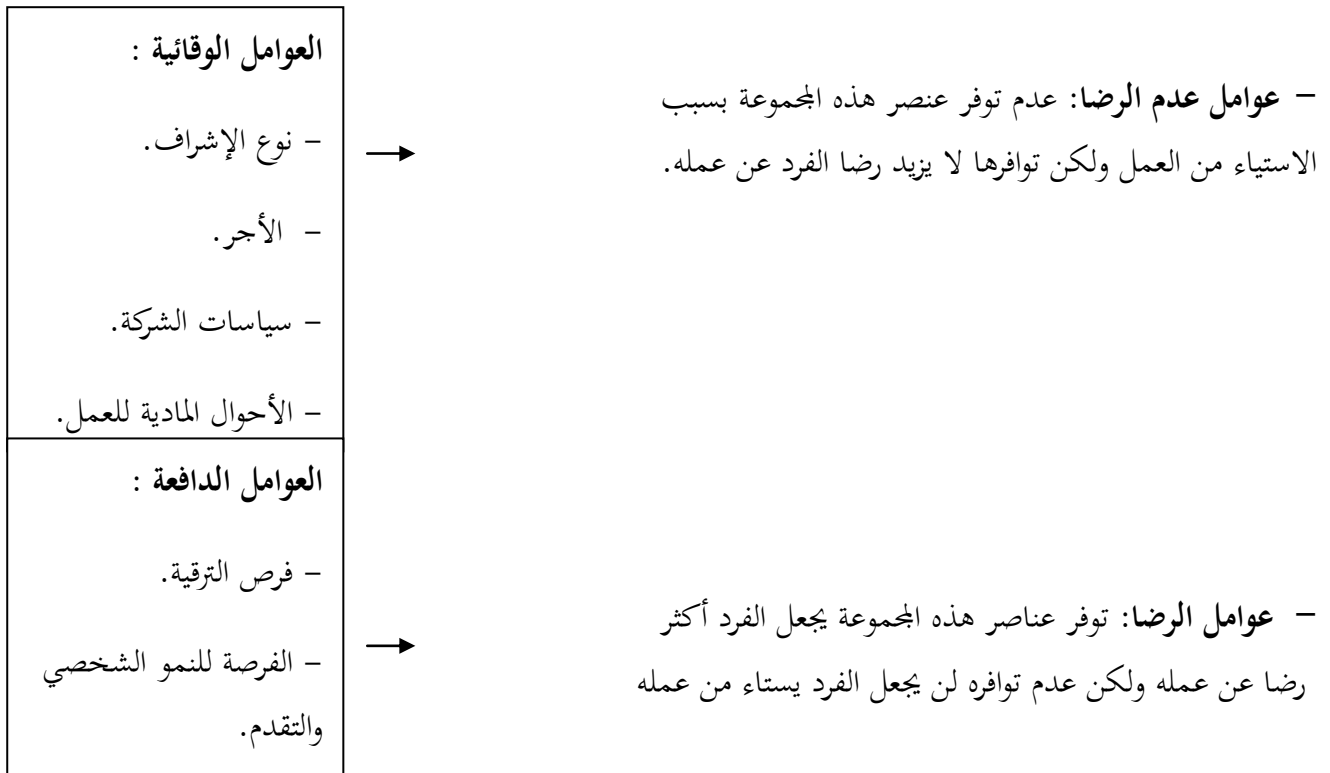 العوامل الوقائية :
– نوع الإشراف.
– الأجر.
– سياسات الشركة.
– الأحوال المادية للعمل.
– عوامل عدم الرضا: عدم توفر عنصر هذه المجموعة بسبب
الاستياء من العمل ولكن توافرها لا يزيد رضا الفرد عن عمله.
العوامل الدافعة :
– فرص الترقية.
– الفرصة للنمو الشخصي
والتقدم.
– عوامل الرضا: توفر عناصر هذه المجموعة يجعل الفرد أكثر
رضا عن عمله ولكن عدم توافره لن يجعل الفرد يستاء من عمله